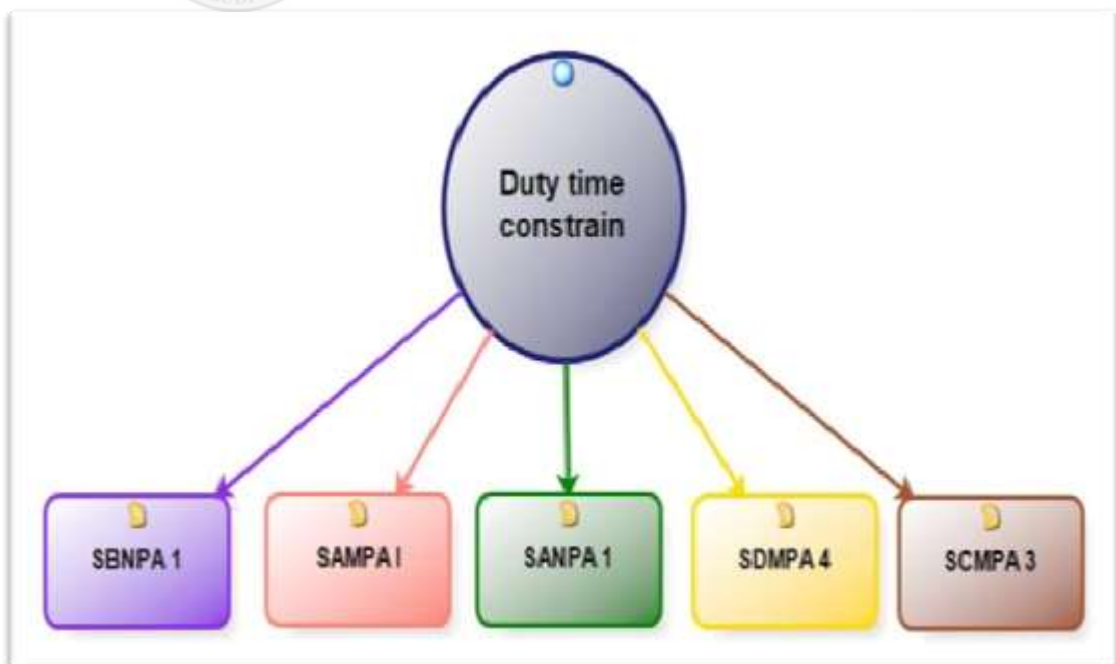 Duty time
constrain
SBNPA 1
SAMPA I
SANPA 1
SDMPA 4
SCMPA 3